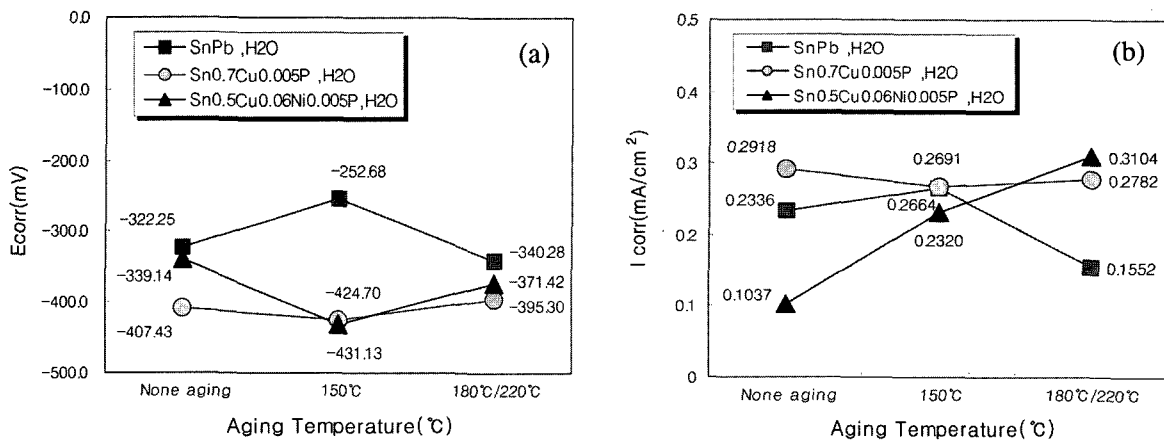 0.0
-100.0
-200.0
-300.0
-400.0
-500.0
Ecorr(mV)
SnPb ,H2O
Sn0.7Cu0.005P ,H2O
Sn0.5Cu0.06Ni0.005P,H2O
(a)
-252.68
-322.25
-339.14
-407.43
-424.70
-431.13
-340.28
-371.42
-395.30
None aging 150℃ 180℃/220℃
Aging Temperature(℃)
0.5
0.4
0.3
0.2
0.1
0
I corr(mA/cm²)
SnPb ,H2O
Sn0.7Cu0.005P ,H2O
Sn0.5Cu0.06Ni0.005P ,H2O
(b)
0.2918
0.2336
0.1037
0.2691
0.2664
0.2320
0.3104
0.2782
0.1552
None aging 150℃ 180℃/220℃
Aging Temperature(℃)